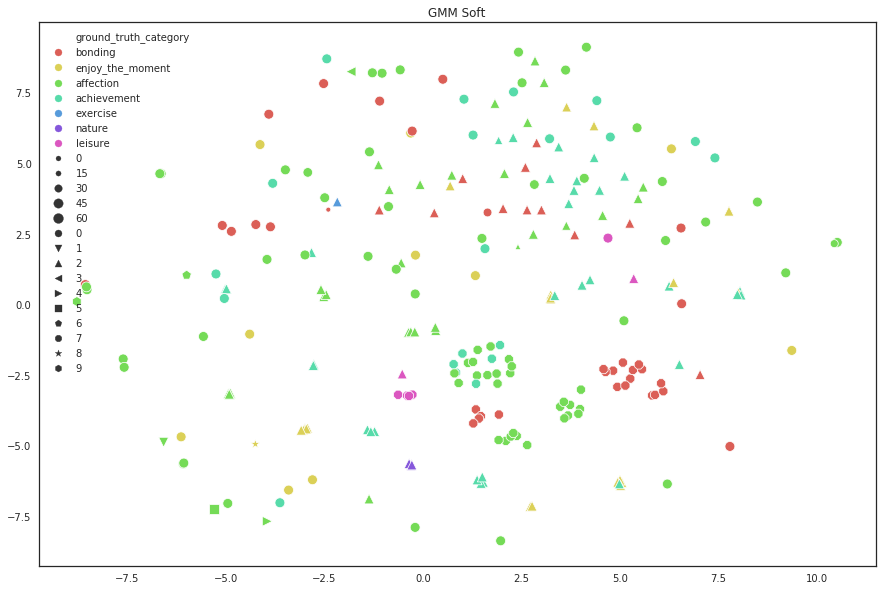 GMM Soft
ground_truth_category
bonding
enjoy_the_moment
affection
achievement
exercise
nature
leisure
0
15
30
45
60
0
1
2
3
4
5
6
7
8
9
7.5
5.0
2.5
0.0
−2.5
−5.0
−7.5
−7.5 −5.0 −2.5 0.0 2.5 5.0 7.5 10.0